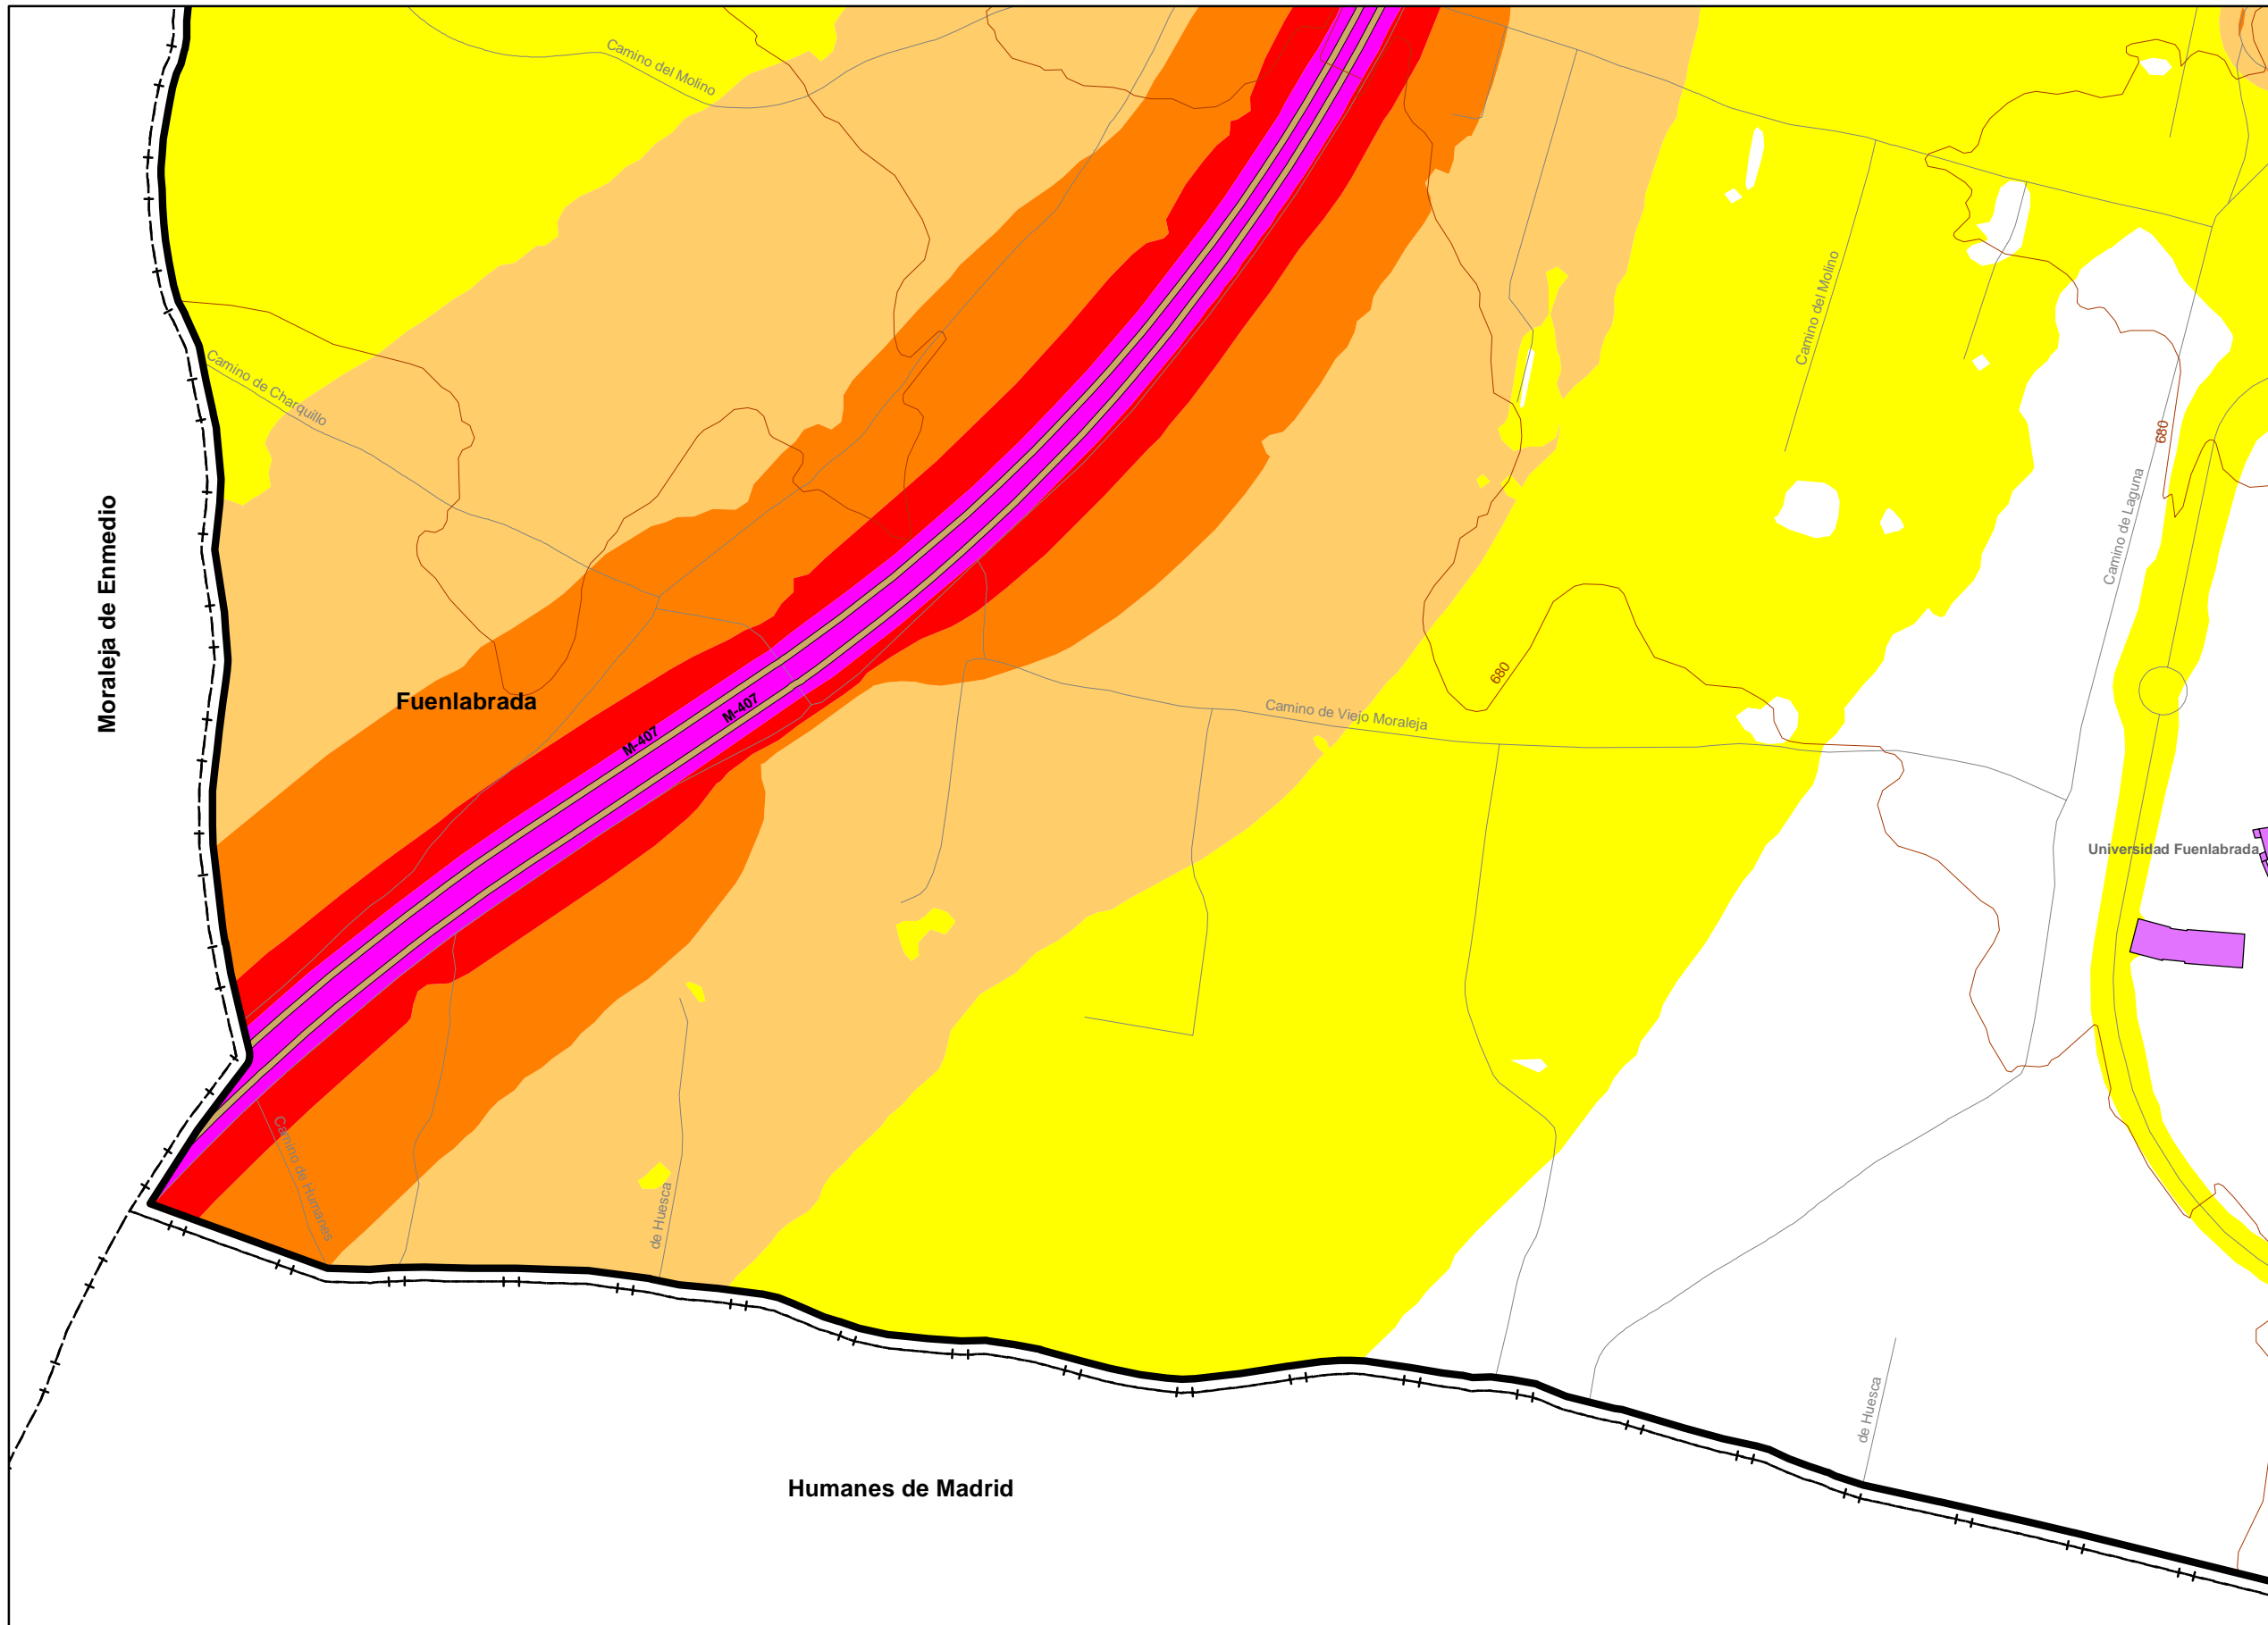 Camino del Molino
Camino de Charquillo
Camino del Molino
680
Camino de Laguna
Moraleja de Enmedio
Fuenlabrada
M-407
M-407
680
Camino de Viejo Moraleja
Universidad Fuenlabrada
Camino de Humanes
de Huesca
de Huesca
Humanes de Madrid